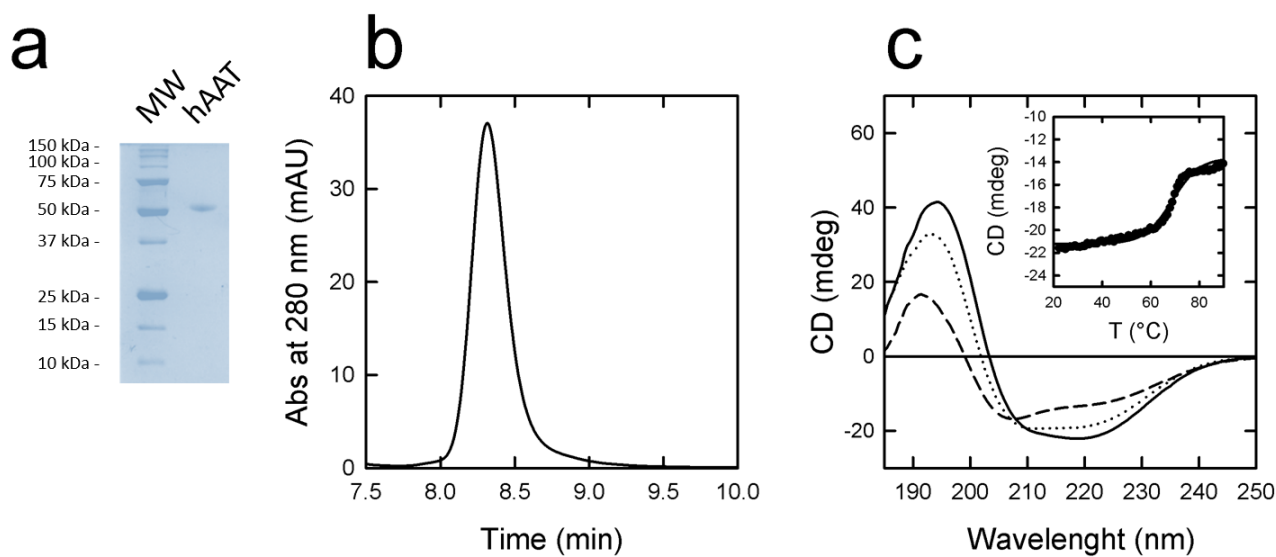 a
MW
hAAT
150 kDa -
100 kDa -
75 kDa -
50 kDa -
37 kDa -
25 kDa -
15 kDa -
10 kDa -
b
Abs at 280 nm (mAU)
40
30
20
10
0
7.5 8.0 8.5 9.0 9.5 10.0
Time (min)
c
CD (mdeg)
60
40
20
0
-20
190 200 210 220 230 240 250
Wavelenght (nm)
CD (mdeg)
-10
-12
-14
-16
-18
-20
-22
-24
20 40 60 80
T (°C)